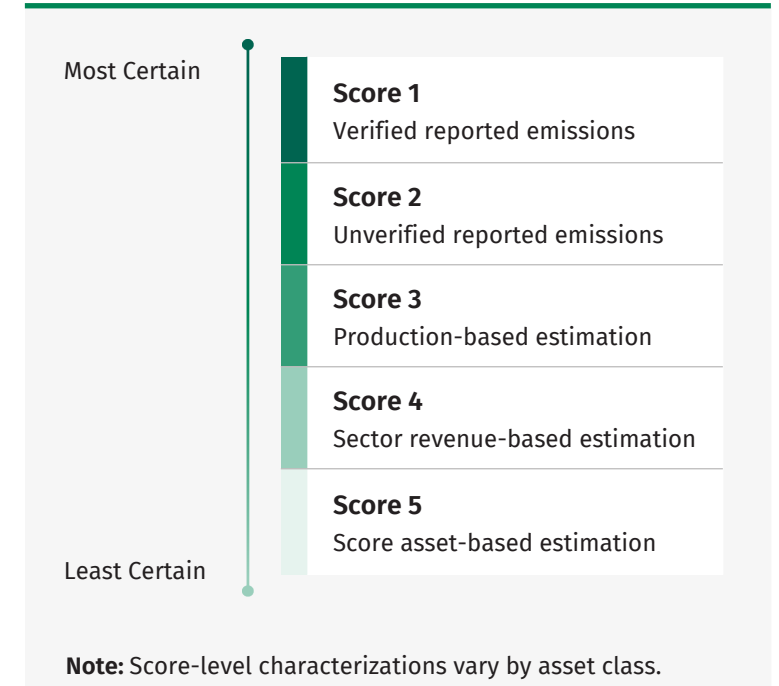 Most Certain
Score 1
Verified reported emissions
Score 2
Unverified reported emissions
Score 3
Production-based estimation
Score 4
Sector revenue-based estimation
Score 5
Score asset-based estimation
Least Certain
Note: Score-level characterizations vary by asset class.